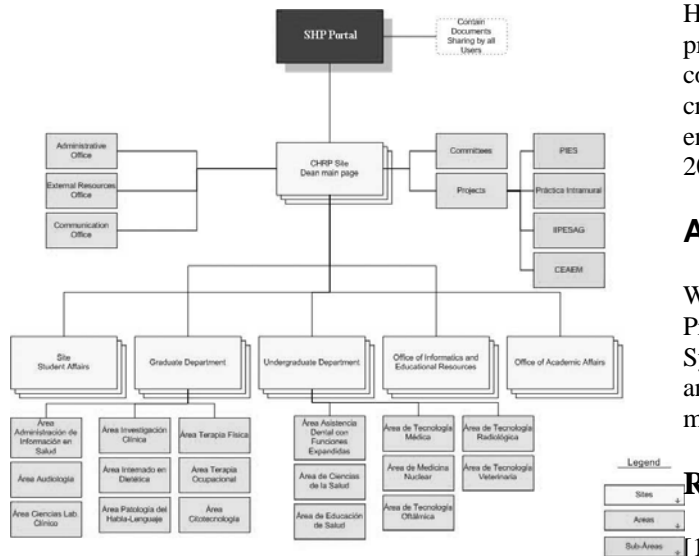 SHP Portal
Contain
Documents
Sharing by all
Users
Administrative
Office
External Resources
Office
Communication
Office
CHRP Site
Dean main page
Committees
Projects
PIES
Práctica Intramural
IIPESAG
CEAEM
Site
Student Affairs
Graduate Department
Undergraduate Department
Office of Informatics and
Educational Resources
Office of Academic Affairs
Área
Administración de
Información en
Salud
Área Audiología
Área Ciencias Lab
Clínico
Área Investigación
Clínica
Área Internado en
Dietética
Área Patología del
Habla-Lenguaje
Área Terapia Física
Área Terapia
Ocupacional
Área
Citotecnología
Área Asistencia
Dental con
Funciones
Expandidas
Área de Ciencias
de la Salud
Área de Educación
de Salud
Área de Tecnología
Médica
Área de Medicina
Nuclear
Área de Tecnología
Oftálmica
Área de Tecnología
Radiológica
Área de Tecnología
Veterinaria
Legend
Sites
Areas
Sub-Áreas
20
A
W
R
[1